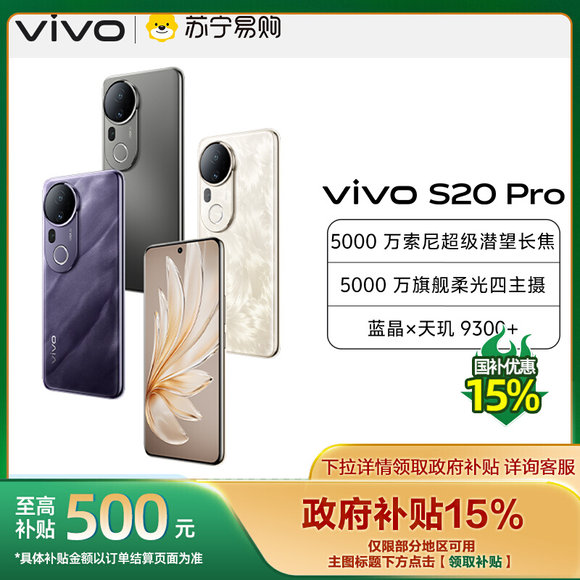 vivo 苏宁易购
vivo
vivo S20 Pro
5000 万索尼超级潜望长焦
5000 万旗舰柔光四主摄
蓝晶×天玑 9300+
国补优惠
15%
下拉详情领取政府补贴 详询客服
至高
补贴 500 元
*具体补贴金额以订单结算页面为准
政府补贴15%
仅限部分地区可用
主图标题下方点击【领取补贴】